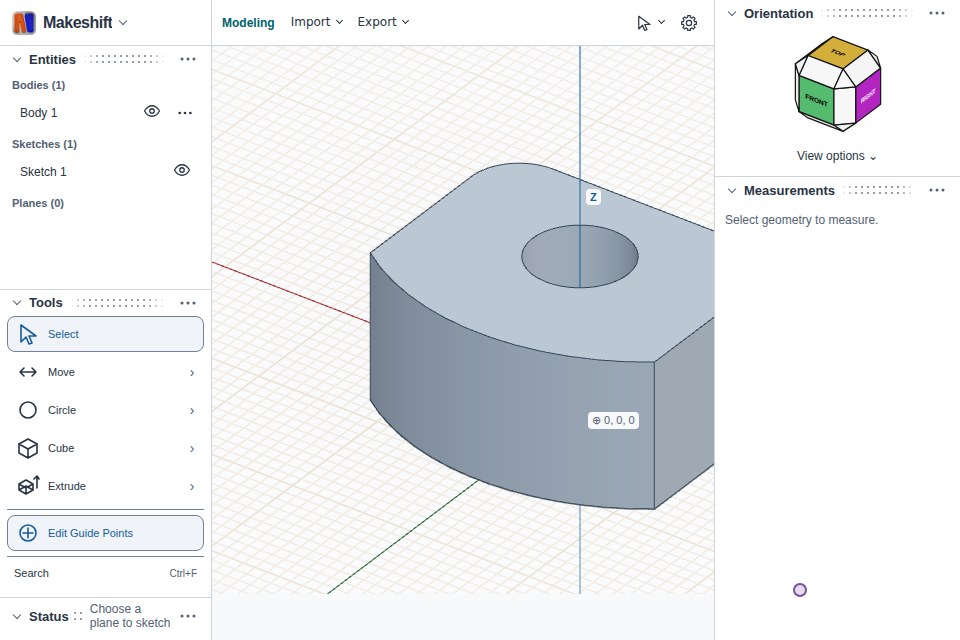 Makeshift
Modeling
Import
Export
Entities
Bodies (1)
Body 1
Sketches (1)
Sketch 1
Planes (0)
Tools
Select
Move
Circle
Cube
Extrude
Edit Guide Points
Search
Ctrl+F
Status
Choose a
plane to sketch
Z
0, 0, 0
Orientation
TOP
FRONT
RIGHT
View options
Measurements
Select geometry to measure.